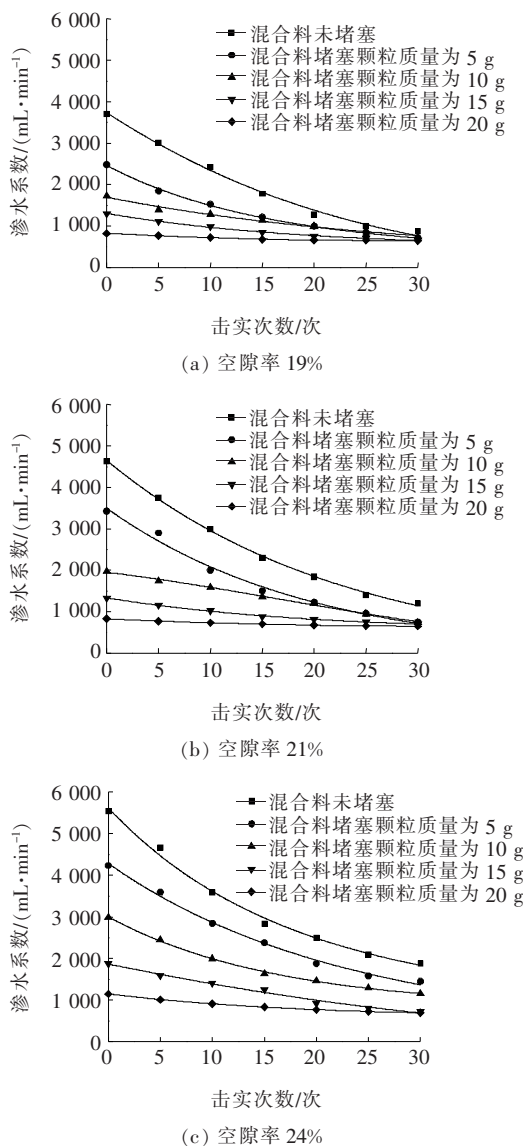 6 000
5 000
4 000
3 000
2 000
1 000
0
渗水系数/(mL·min⁻¹)
混合料未堵塞
混合料堵塞颗粒质量为 5 g
混合料堵塞颗粒质量为 10 g
混合料堵塞颗粒质量为 15 g
混合料堵塞颗粒质量为 20 g
0 5 10 15 20 25 30
击实次数/次
(a) 空隙率 19%
6 000
5 000
4 000
3 000
2 000
1 000
0
渗水系数/(mL·min⁻¹)
混合料未堵塞
混合料堵塞颗粒质量为 5 g
混合料堵塞颗粒质量为 10 g
混合料堵塞颗粒质量为 15 g
混合料堵塞颗粒质量为 20 g
0 5 10 15 20 25 30
击实次数/次
(b) 空隙率 21%
6 000
5 000
4 000
3 000
2 000
1 000
0
渗水系数/(mL·min⁻¹)
混合料未堵塞
混合料堵塞颗粒质量为 5 g
混合料堵塞颗粒质量为 10 g
混合料堵塞颗粒质量为 15 g
混合料堵塞颗粒质量为 20 g
0 5 10 15 20 25 30
击实次数/次
(c) 空隙率 24%